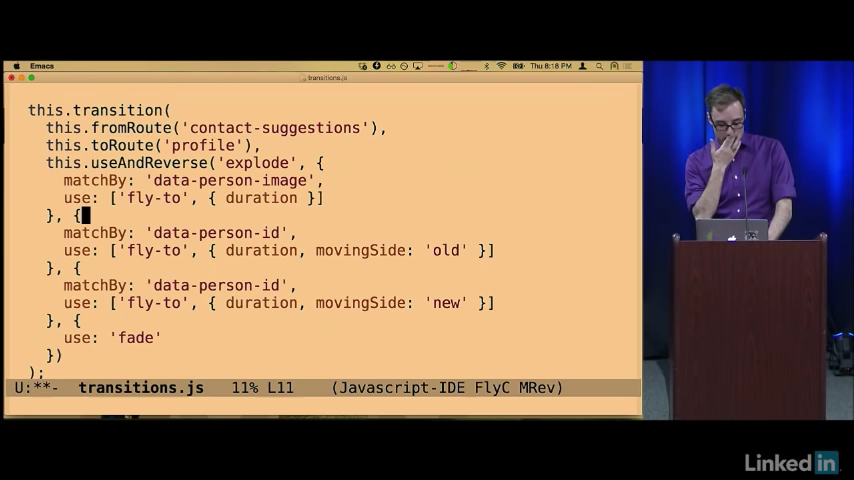 Emacs
Thu 8:18 PM
transitions.js
this.transition(
this.fromRoute('contact-suggestions'),
this.toRoute('profile'),
this.useAndReverse('explode', {
matchBy: 'data-person-image',
use: ['fly-to', { duration }]
}, {
matchBy: 'data-person-id',
use: ['fly-to', { duration, movingSide: 'old' }]
}, {
matchBy: 'data-person-id',
use: ['fly-to', { duration, movingSide: 'new' }]
}, {
use: 'fade'
})
);
U:**- transitions.js 11% L11 (Javascript-IDE FlyC MRev)
Linked in